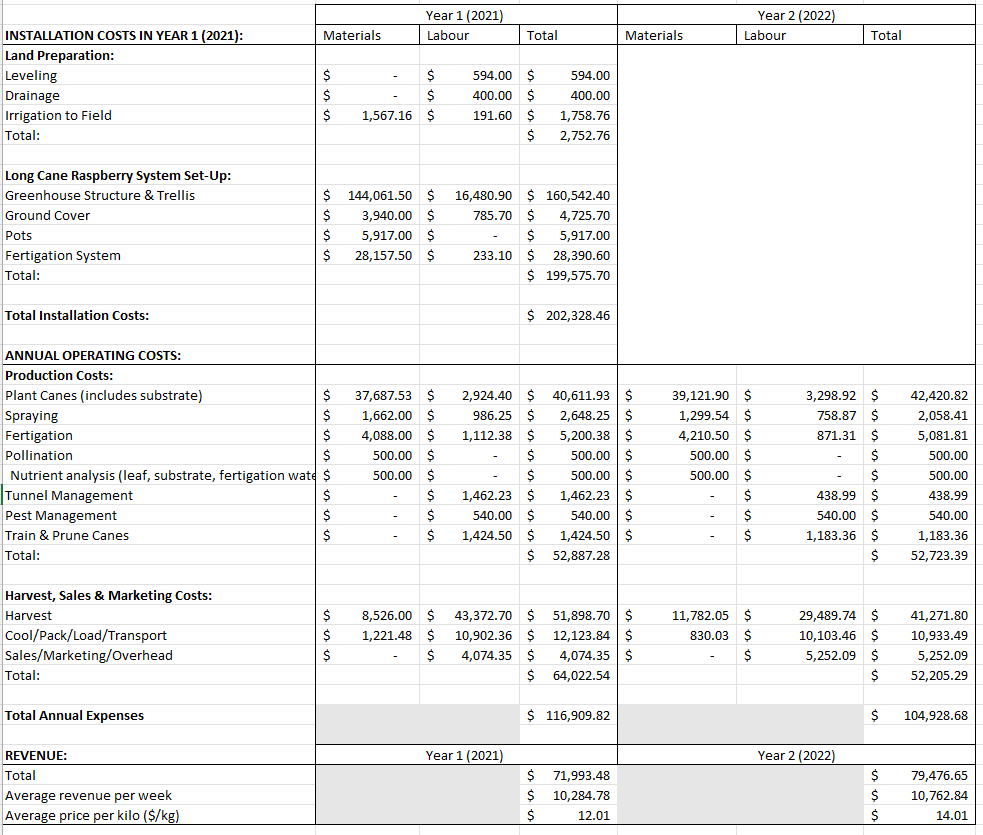 Year 1 (2021) Year 2 (2022)
INSTALLATION COSTS IN YEAR 1 (2021): Materials Labour Total Materials Labour Total
Land Preparation:
Leveling $ - $ 594.00 $ 594.00
Drainage $ - $ 400.00 $ 400.00
Irrigation to Field $ 1,567.16 $ 191.60 $ 1,758.76
Total: $ 2,752.76
Long Cane Raspberry System Set-Up:
Greenhouse Structure & Trellis $ 144,061.50 $ 16,480.90 $ 160,542.40
Ground Cover $ 3,940.00 $ 785.70 $ 4,725.70
Pots $ 5,917.00 $ - $ 5,917.00
Fertigation System $ 28,157.50 $ 233.10 $ 28,390.60
Total: $ 199,575.70
Total Installation Costs: $ 202,328.46
ANNUAL OPERATING COSTS:
Production Costs:
Plant Canes (includes substrate) $ 37,687.53 $ 2,924.40 $ 40,611.93 $ 39,121.90 $ 3,298.92 $ 42,420.82
Spraying $ 1,662.00 $ 986.25 $ 2,648.25 $ 1,299.54 $ 758.87 $ 2,058.41
Fertigation $ 4,088.00 $ 1,112.38 $ 5,200.38 $ 4,210.50 $ 871.31 $ 5,081.81
Pollination $ 500.00 $ - $ 500.00 $ 500.00 $ - $ 500.00
Nutrient analysis (leaf, substrate, fertigation wate $ 500.00 $ - $ 500.00 $ 500.00 $ - $ 500.00
Tunnel Management $ - $ 1,462.23 $ 1,462.23 $ - $ 438.99 $ 438.99
Pest Management $ - $ 540.00 $ 540.00 $ - $ 540.00 $ 540.00
Train & Prune Canes $ - $ 1,424.50 $ 1,424.50 $ - $ 1,183.36 $ 1,183.36
Total: $ 52,887.28 $ 52,723.39
Harvest, Sales & Marketing Costs:
Harvest $ 8,526.00 $ 43,372.70 $ 51,898.70 $ 11,782.05 $ 29,489.74 $ 41,271.80
Cool/Pack/Load/Transport $ 1,221.48 $ 10,902.36 $ 12,123.84 $ 830.03 $ 10,103.46 $ 10,933.49
Sales/Marketing/Overhead $ - $ 4,074.35 $ 4,074.35 $ - $ 5,252.09 $ 5,252.09
Total: $ 64,022.54 $ 52,205.29
Total Annual Expenses $ 116,909.82 $ 104,928.68
REVENUE: Year 1 (2021) Year 2 (2022)
Total $ 71,993.48 $ 79,476.65
Average revenue per week $ 10,284.78 $ 10,762.84
Average price per kilo ($/kg) $ 12.01 $ 14.01